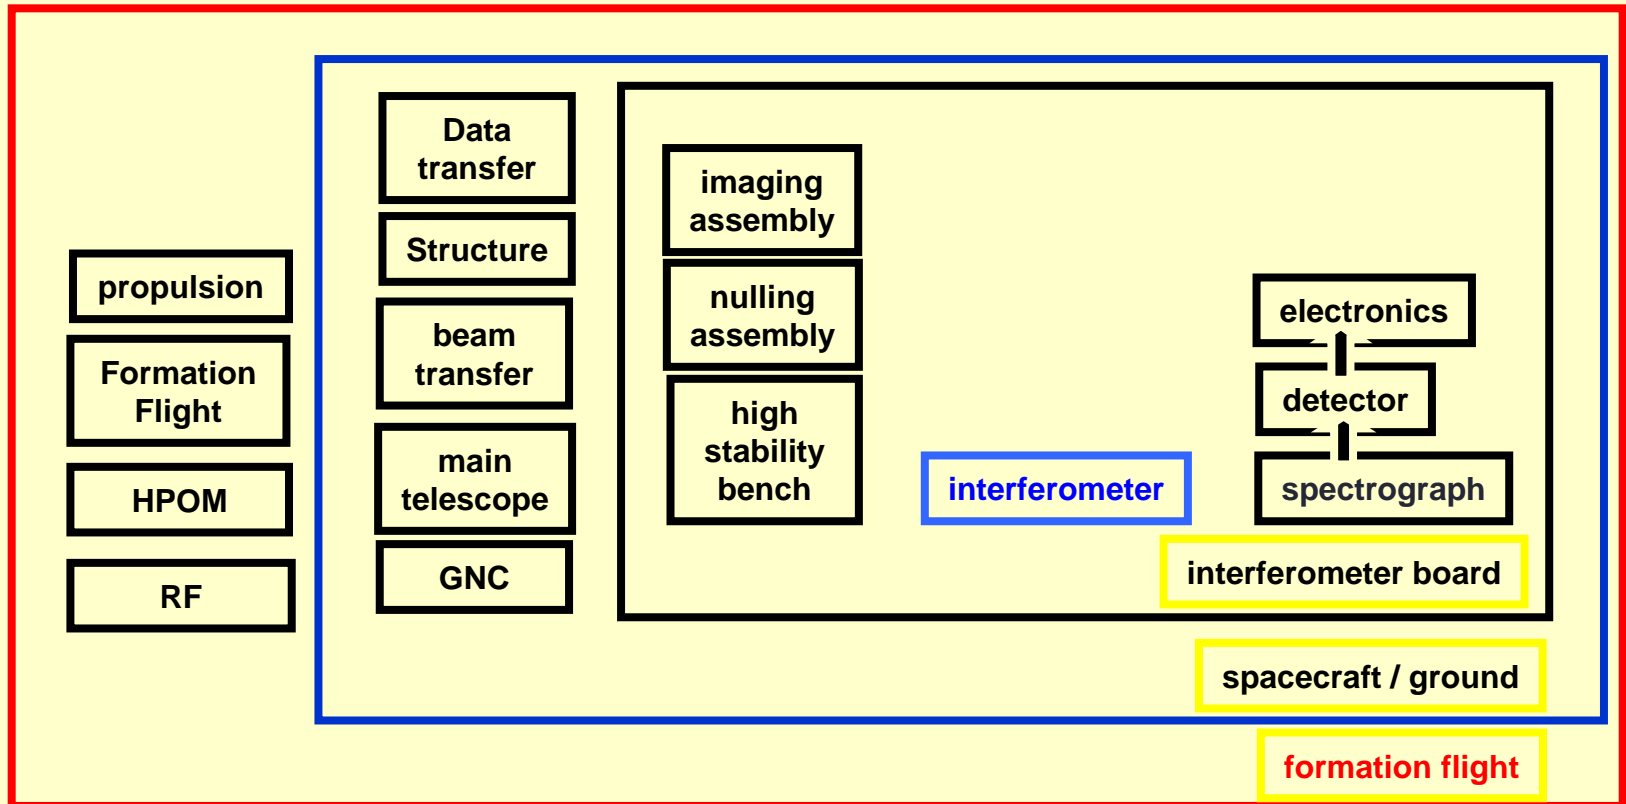 propulsion
Formation
Flight
HPOM
RF
Data
transfer
Structure
beam
transfer
main
telescope
GNC
imaging
assembly
nulling
assembly
high
stability
bench
interferometer
electronics
detector
spectrograph
interferometer board
spacecraft / ground
formation flight